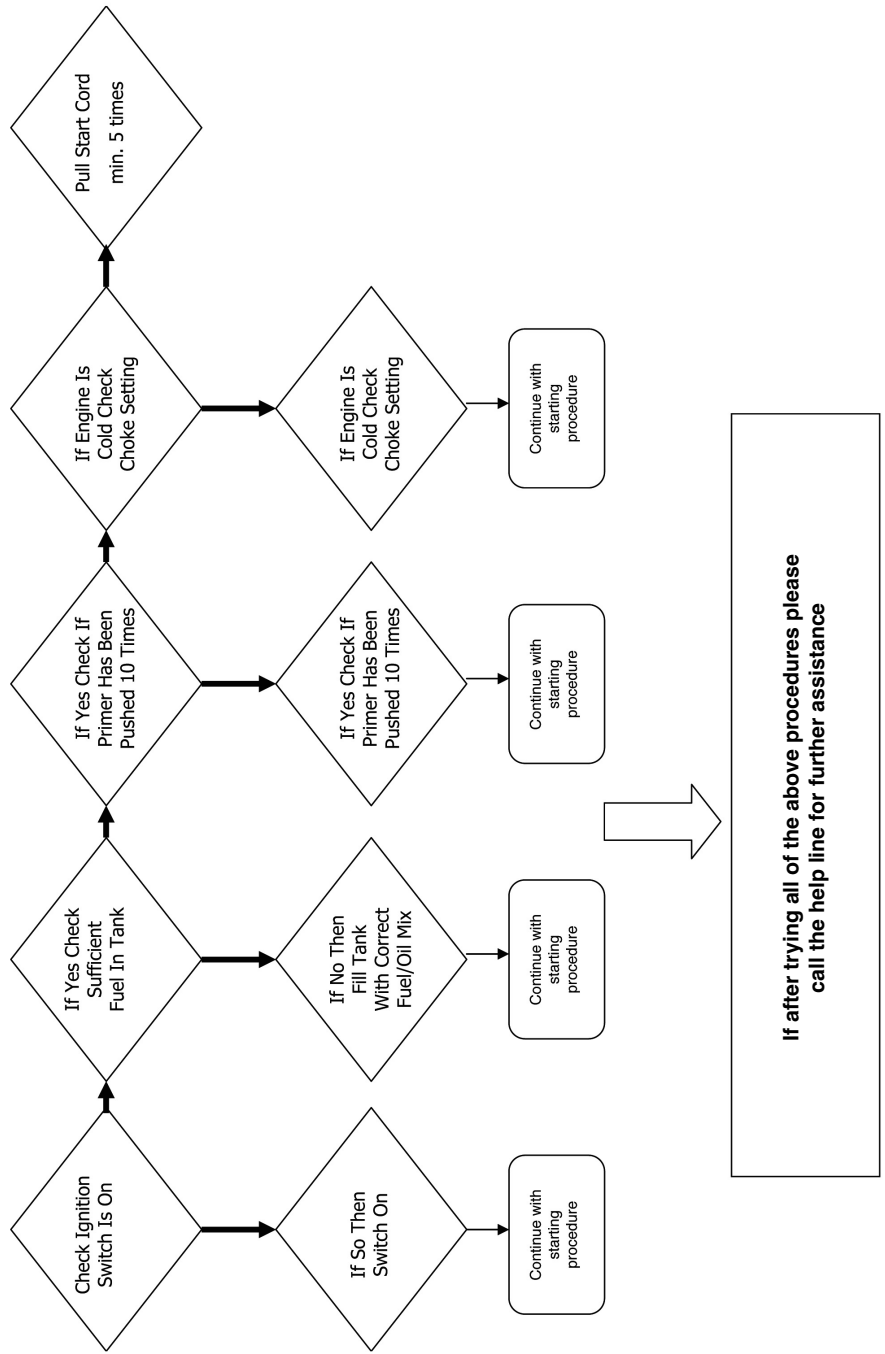 Check Ignition
Switch Is On
If Yes Check
Sufficient
Fuel In Tank
If Yes Check If
Primer Has Been
Pushed 10 Times
If Engine Is
Cold Check
Choke Setting
Pull Start Cord
min. 5 times
If So Then
Switch On
If No Then
Fill Tank
With Correct
Fuel/Oil Mix
If Yes Check If
Primer Has Been
Pushed 10 Times
If Engine Is
Cold Check
Choke Setting
Continue with
starting
procedure
Continue with
starting
procedure
Continue with
starting
procedure
Continue with
starting
procedure
If after trying all of the above procedures please
call the help line for further assistance